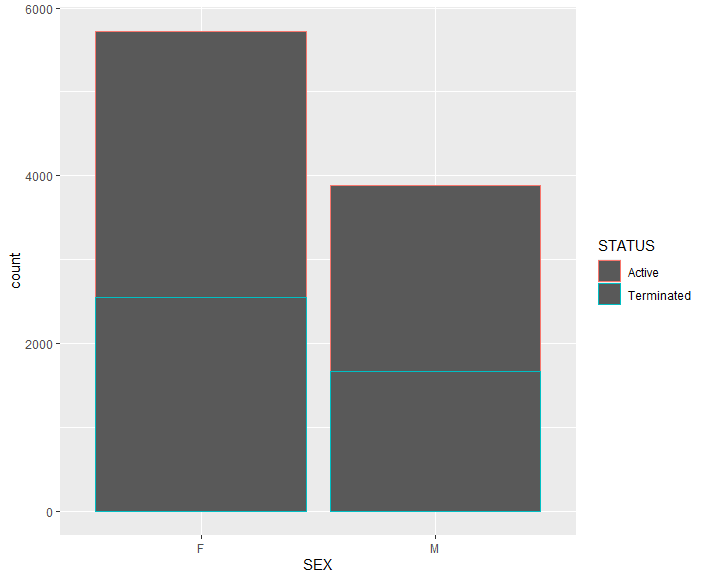 6000
4000
2000
0
count
F
M
SEX
STATUS
Active
Terminated